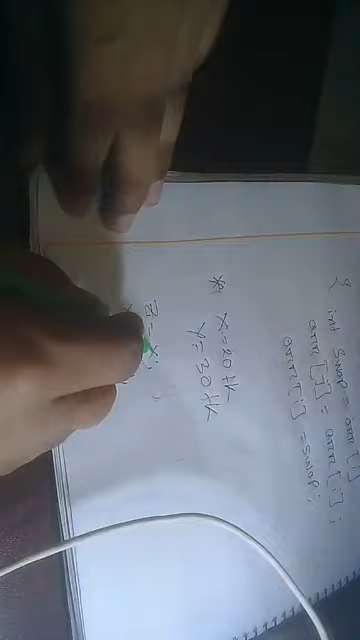 { int swap = arr[]
arr[j] = arr[i];
arr[i] = swap;
* x = 20
y = 30
z = x;